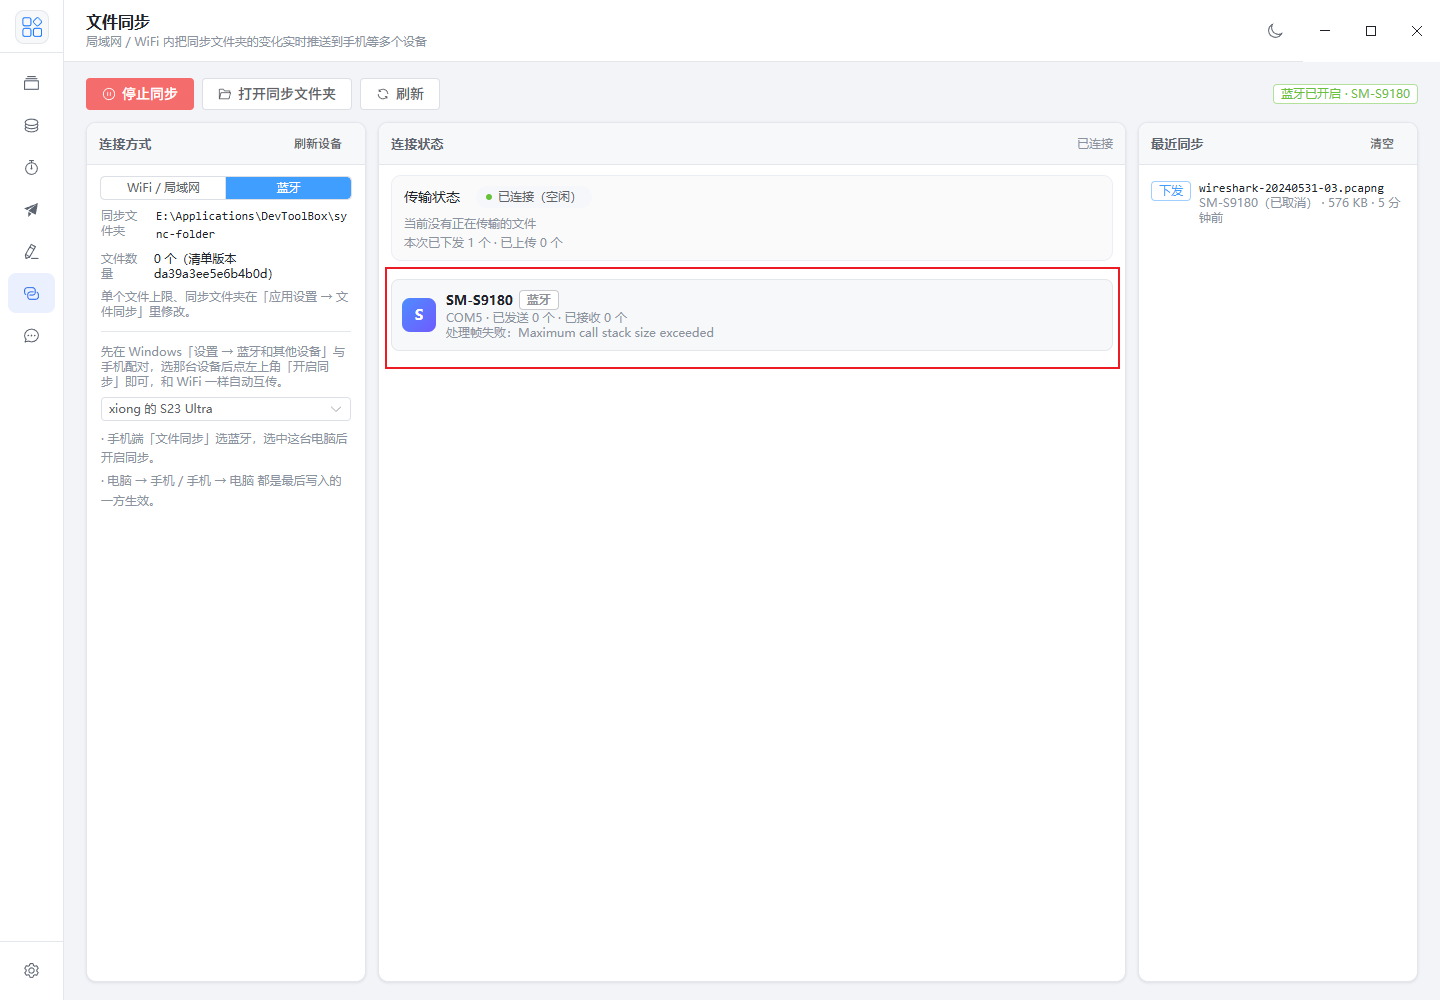 文件同步
局域网 / WiFi 内把同步文件夹的变化实时推送到手机等多个设备
停止同步
打开同步文件夹
刷新
蓝牙已开启 · SM-S9180
连接方式
刷新设备
WiFi / 局域网
蓝牙
同步文件夹
E:\Applications\DevToolBox\sy
nc-folder
文件数量
0 个（清单版本
da39a3ee5e6b4b0d）
单个文件上限、同步文件夹在「应用设置 → 文
件同步」里修改。
先在 Windows「设置 → 蓝牙和其他设备」与
手机配对，选那台设备后点左上角「开启同
步」即可，和 WiFi 一样自动互传。
xiong 的 S23 Ultra
· 手机端「文件同步」选蓝牙，选中这台电脑后
开启同步。
· 电脑 → 手机 / 手机 → 电脑 都是最后写入的
一方生效。
连接状态
已连接
传输状态
已连接（空闲）
当前没有正在传输的文件
本次已下发 1 个 · 已上传 0 个
S
SM-S9180
蓝牙
COM5 · 已发送 0 个 · 已接收 0 个
处理帧失败：Maximum call stack size exceeded
最近同步
清空
下发
wireshark-20240531-03.pcapng
SM-S9180（已取消） · 576 KB · 5 分
钟前